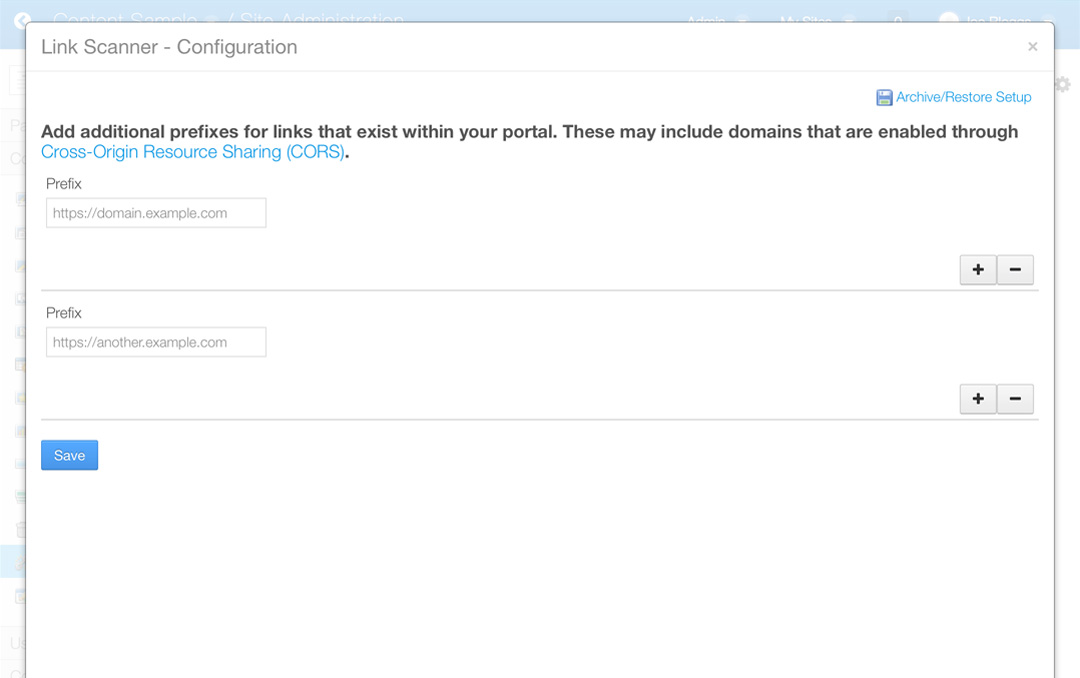 Content Sample / Site Administration
Admin My Sites Joe Bloggs
Link Scanner - Configuration ×
Archive/Restore Setup
Add additional prefixes for links that exist within your portal. These may include domains that are enabled through
Cross-Origin Resource Sharing (CORS).
Prefix
https://domain.example.com
+ −
Prefix
https://another.example.com
+ −
Save